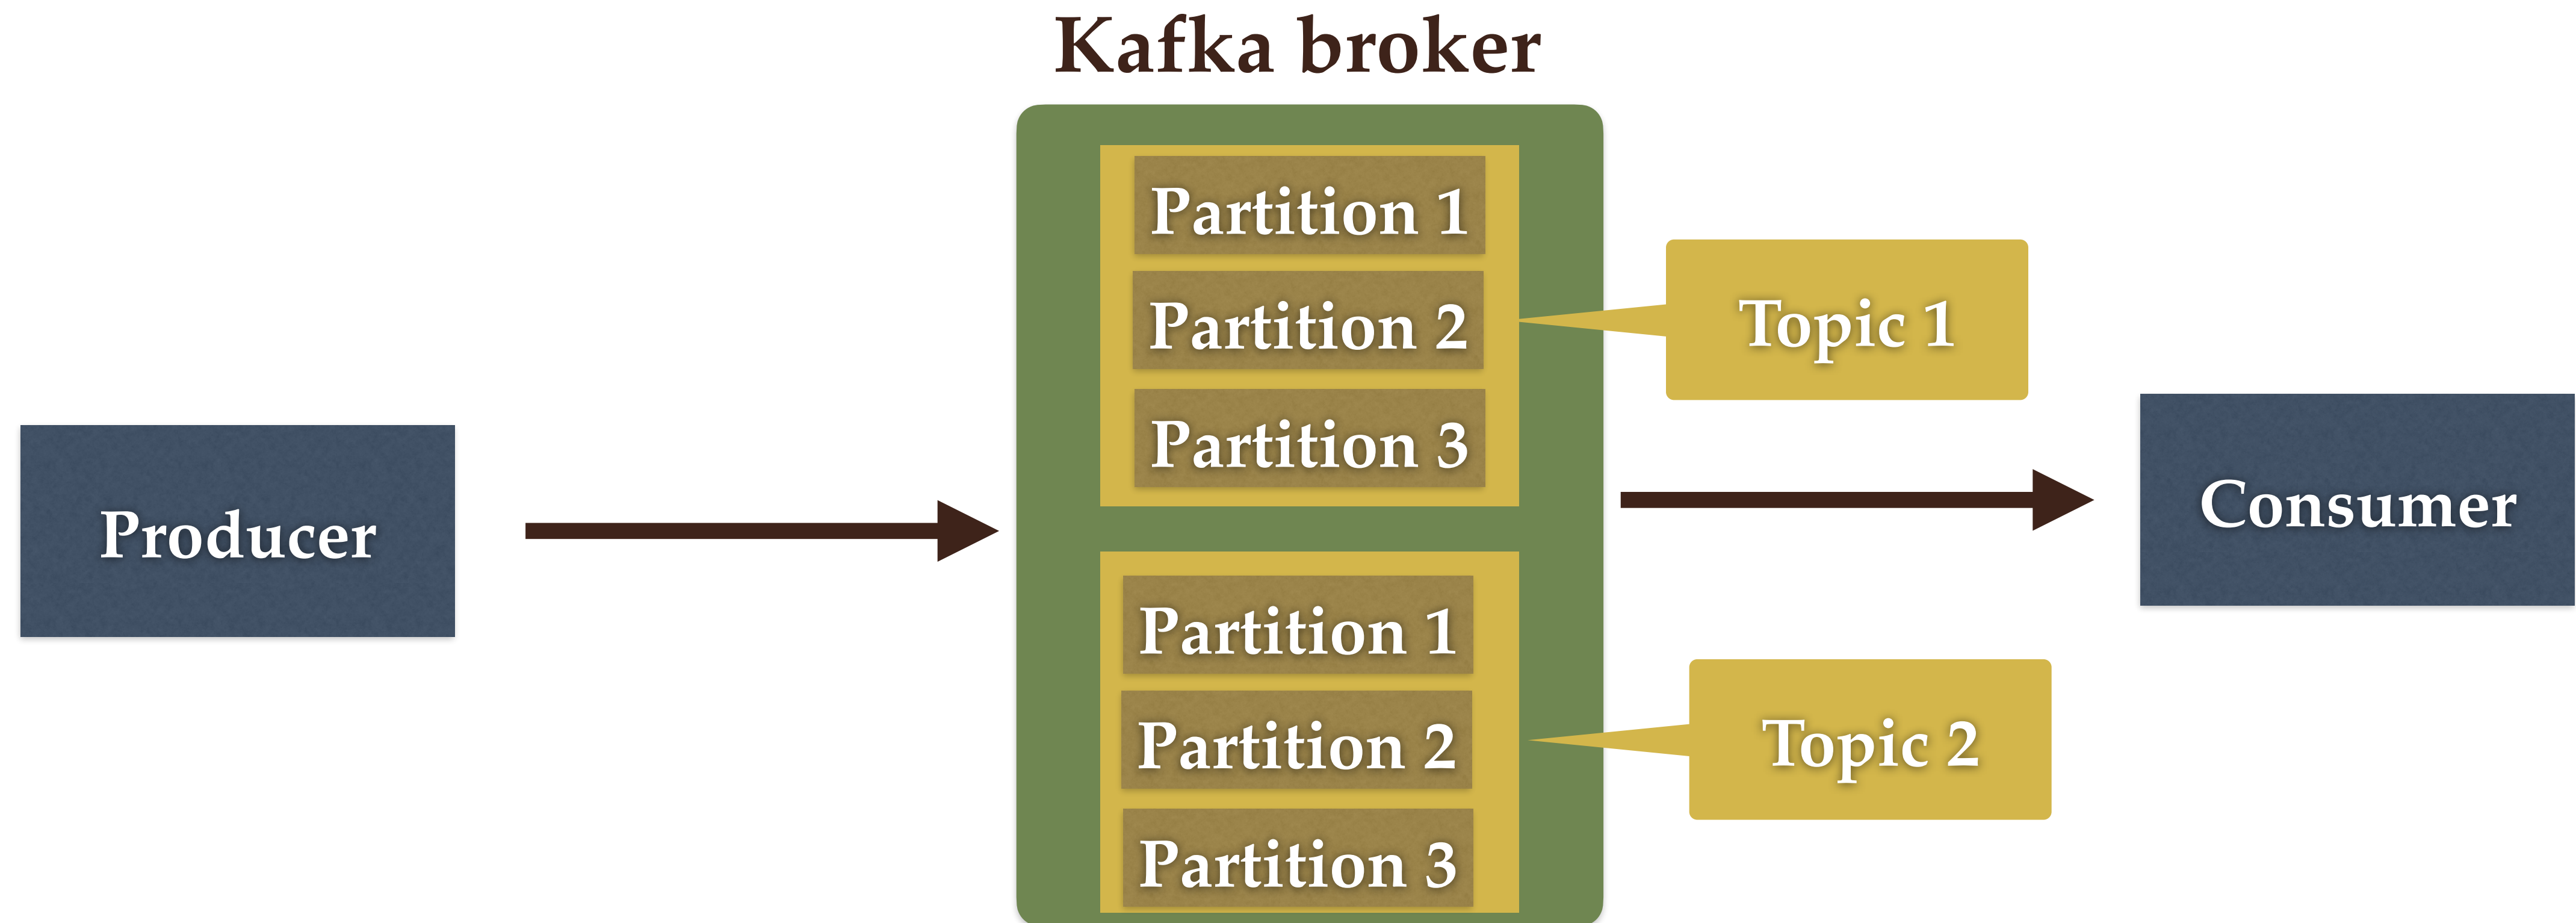 Kafka broker
Producer
Partition 1
Partition 2
Partition 3
Topic 1
Partition 1
Partition 2
Partition 3
Topic 2
Consumer